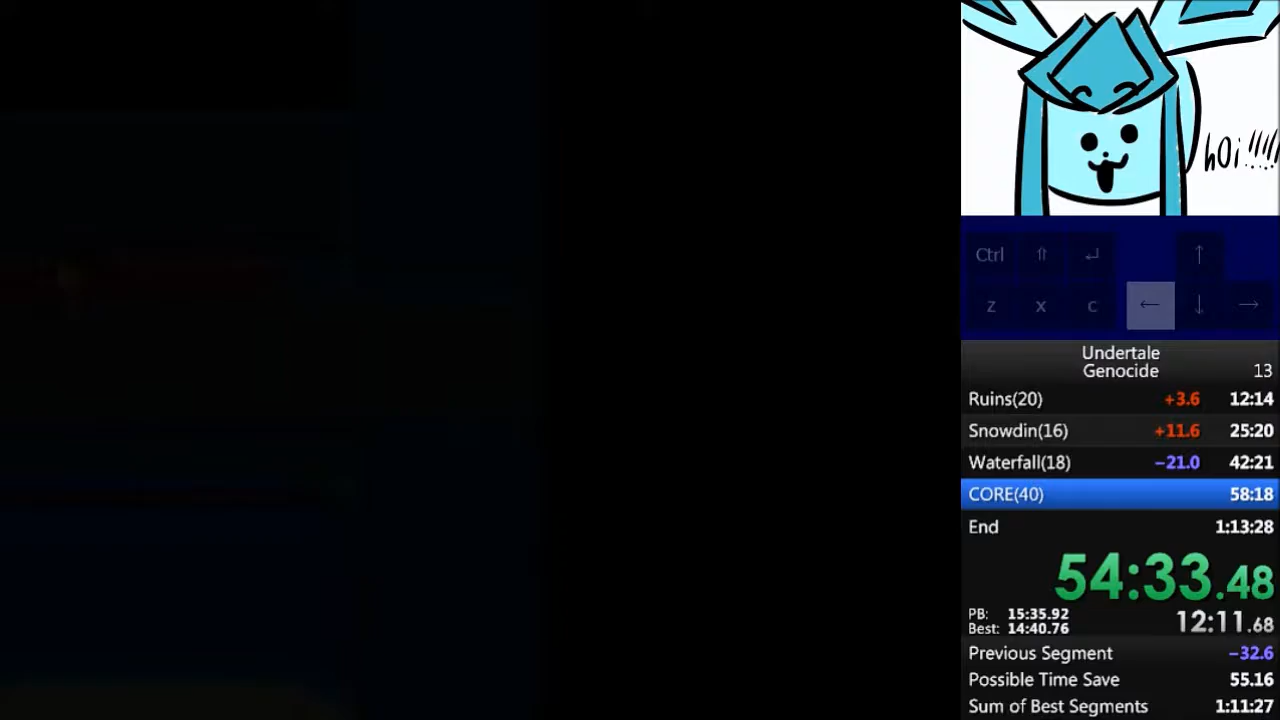 hOi!!!!
Ctrl ⇧ ↵ ↑
z x c ← ↓ →
Undertale
Genocide 13
Ruins(20) +3.6 12:14
Snowdin(16) +11.6 25:20
Waterfall(18) −21.0 42:21
CORE(40) 58:18
End 1:13:28
54:33.48
PB: 15:35.92
Best: 14:40.76 12:11.68
Previous Segment −32.6
Possible Time Save 55.16
Sum of Best Segments 1:11:27